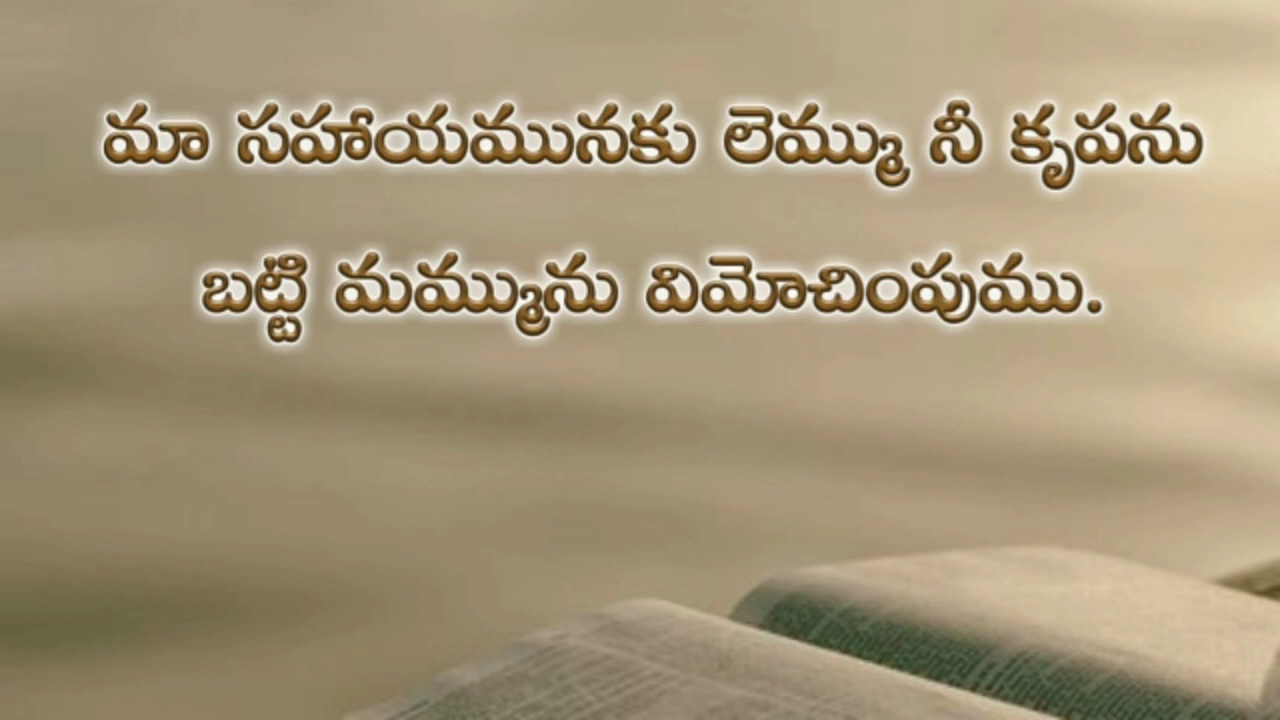 మా సహాయమునకు లెమ్ము నీ కృపను
బట్టి మమ్మును విమోచింపుము.